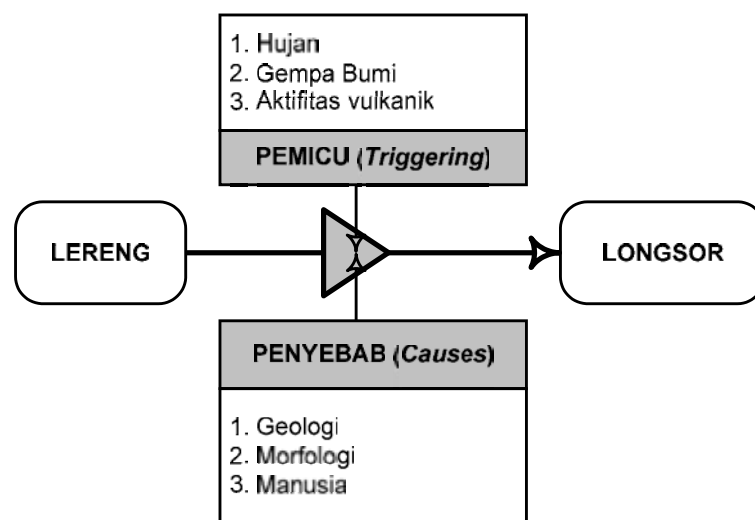 1. Hujan
2. Gempa Bumi
3. Aktifitas vulkanik
PEMICU (Triggering)
LERENG
LONGSOR
PENYEBAB (Causes)
1. Geologi
2. Morfologi
3. Manusia